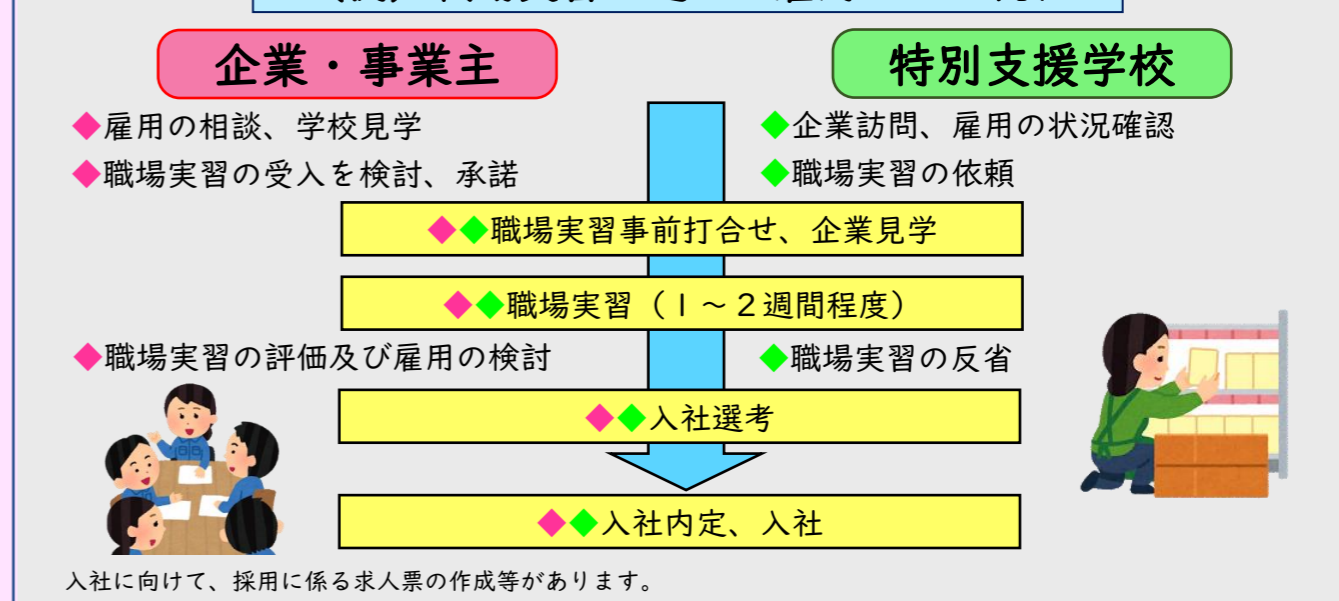 企業・事業主
特別支援学校
◆雇用の相談、学校見学
◆企業訪問、雇用の状況確認
◆職場実習の受入を検討、承諾
◆職場実習の依頼
◆◆職場実習事前打合せ、企業見学
◆◆職場実習(1～2週間程度)
◆職場実習の評価及び雇用の検討
◆職場実習の反省
◆◆入社選考
◆◆入社内定、入社
入社に向けて、採用に係る求人票の作成等があります。